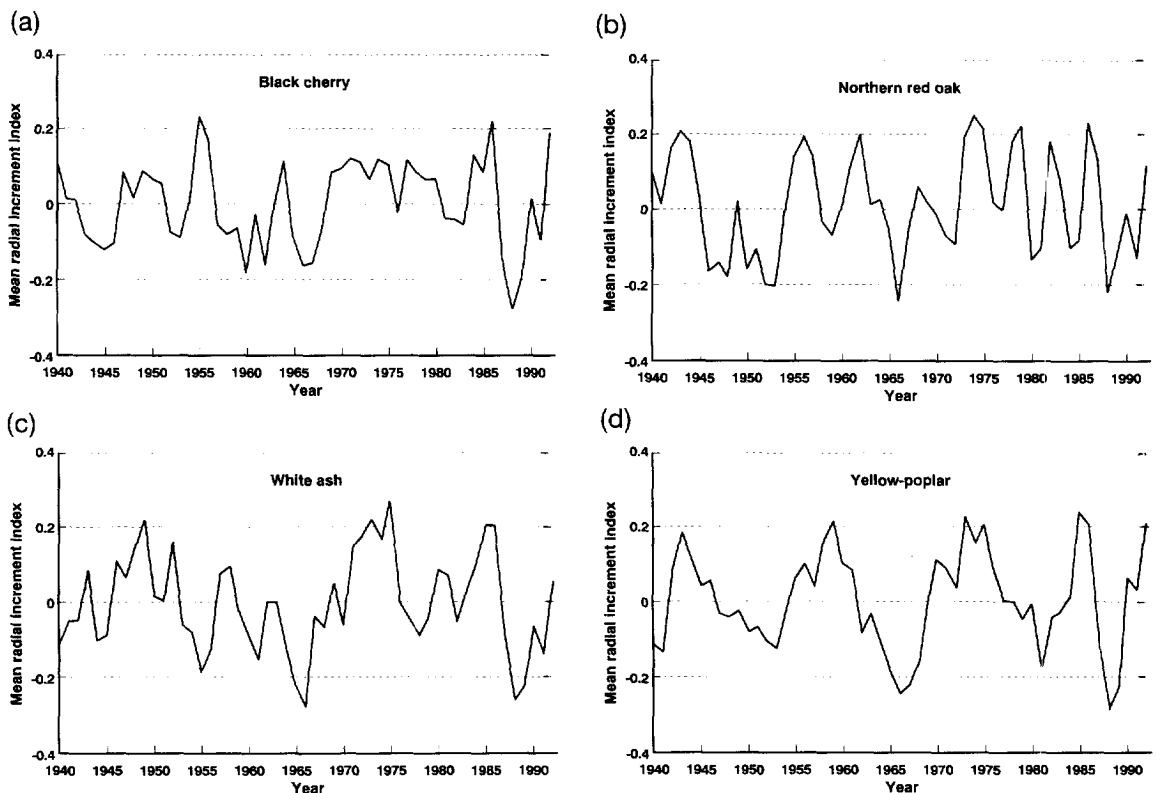 (a)
Black cherry
Mean radial increment index
0.4
0.2
0
-0.2
-0.4
1940 1945 1950 1955 1960 1965 1970 1975 1980 1985 1990
Year
(b)
Northern red oak
Mean radial increment index
0.4
0.2
0
-0.2
-0.4
1940 1945 1950 1955 1960 1965 1970 1975 1980 1985 1990
Year
(c)
White ash
Mean radial increment index
0.4
0.2
0
-0.2
-0.4
1940 1945 1950 1955 1960 1965 1970 1975 1980 1985 1990
Year
(d)
Yellow-poplar
Mean radial increment index
0.4
0.2
0
-0.2
-0.4
1940 1945 1950 1955 1960 1965 1970 1975 1980 1985 1990
Year